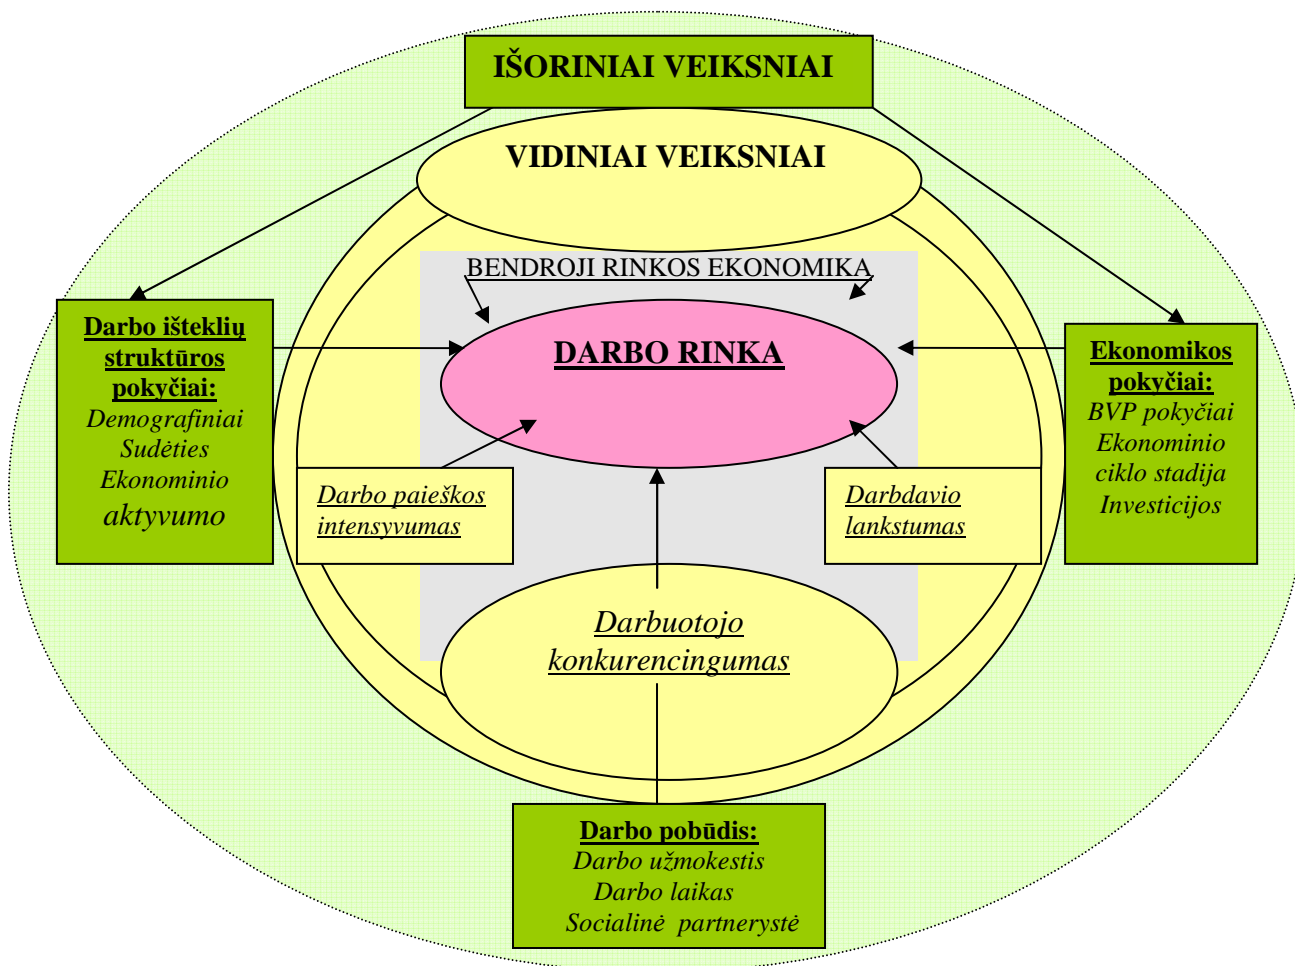 IŠORINIAI VEIKSNIAI
VIDINIAI VEIKSNIAI
BENDROJI RINKOS EKONOMIKA
DARBO RINKA
Darbo išteklių
struktūros
pokyčiai:
Demografiniai
Sudėties
Ekonominio
aktyvumo
Ekonomikos
pokyčiai:
BVP pokyčiai
Ekonominio
ciklo stadija
Investicijos
Darbo paieškos
intensyvumas
Darbdavio
lankstumas
Darbuotojo
konkurencingumas
Darbo pobūdis:
Darbo užmokestis
Darbo laikas
Socialinė partnerystė